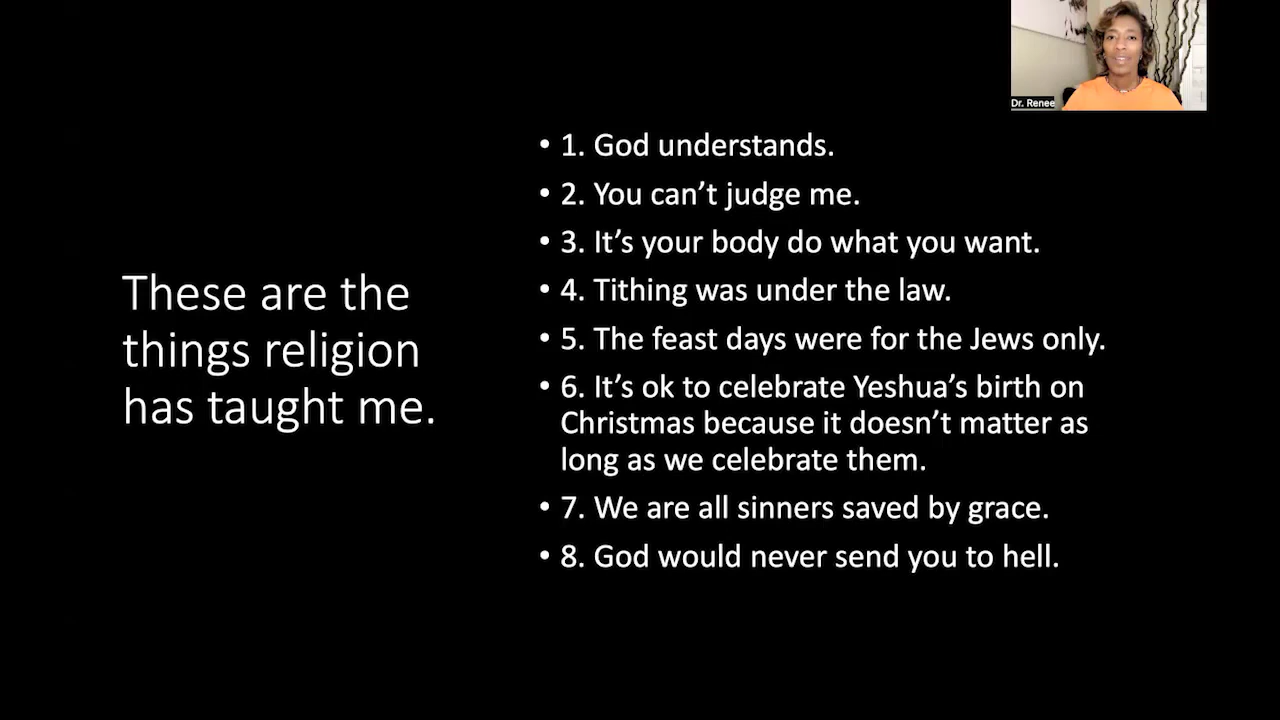 Dr. Renee
These are the
things religion
has taught me.
• 1. God understands.
• 2. You can’t judge me.
• 3. It’s your body do what you want.
• 4. Tithing was under the law.
• 5. The feast days were for the Jews only.
• 6. It’s ok to celebrate Yeshua’s birth on
Christmas because it doesn’t matter as
long as we celebrate them.
• 7. We are all sinners saved by grace.
• 8. God would never send you to hell.